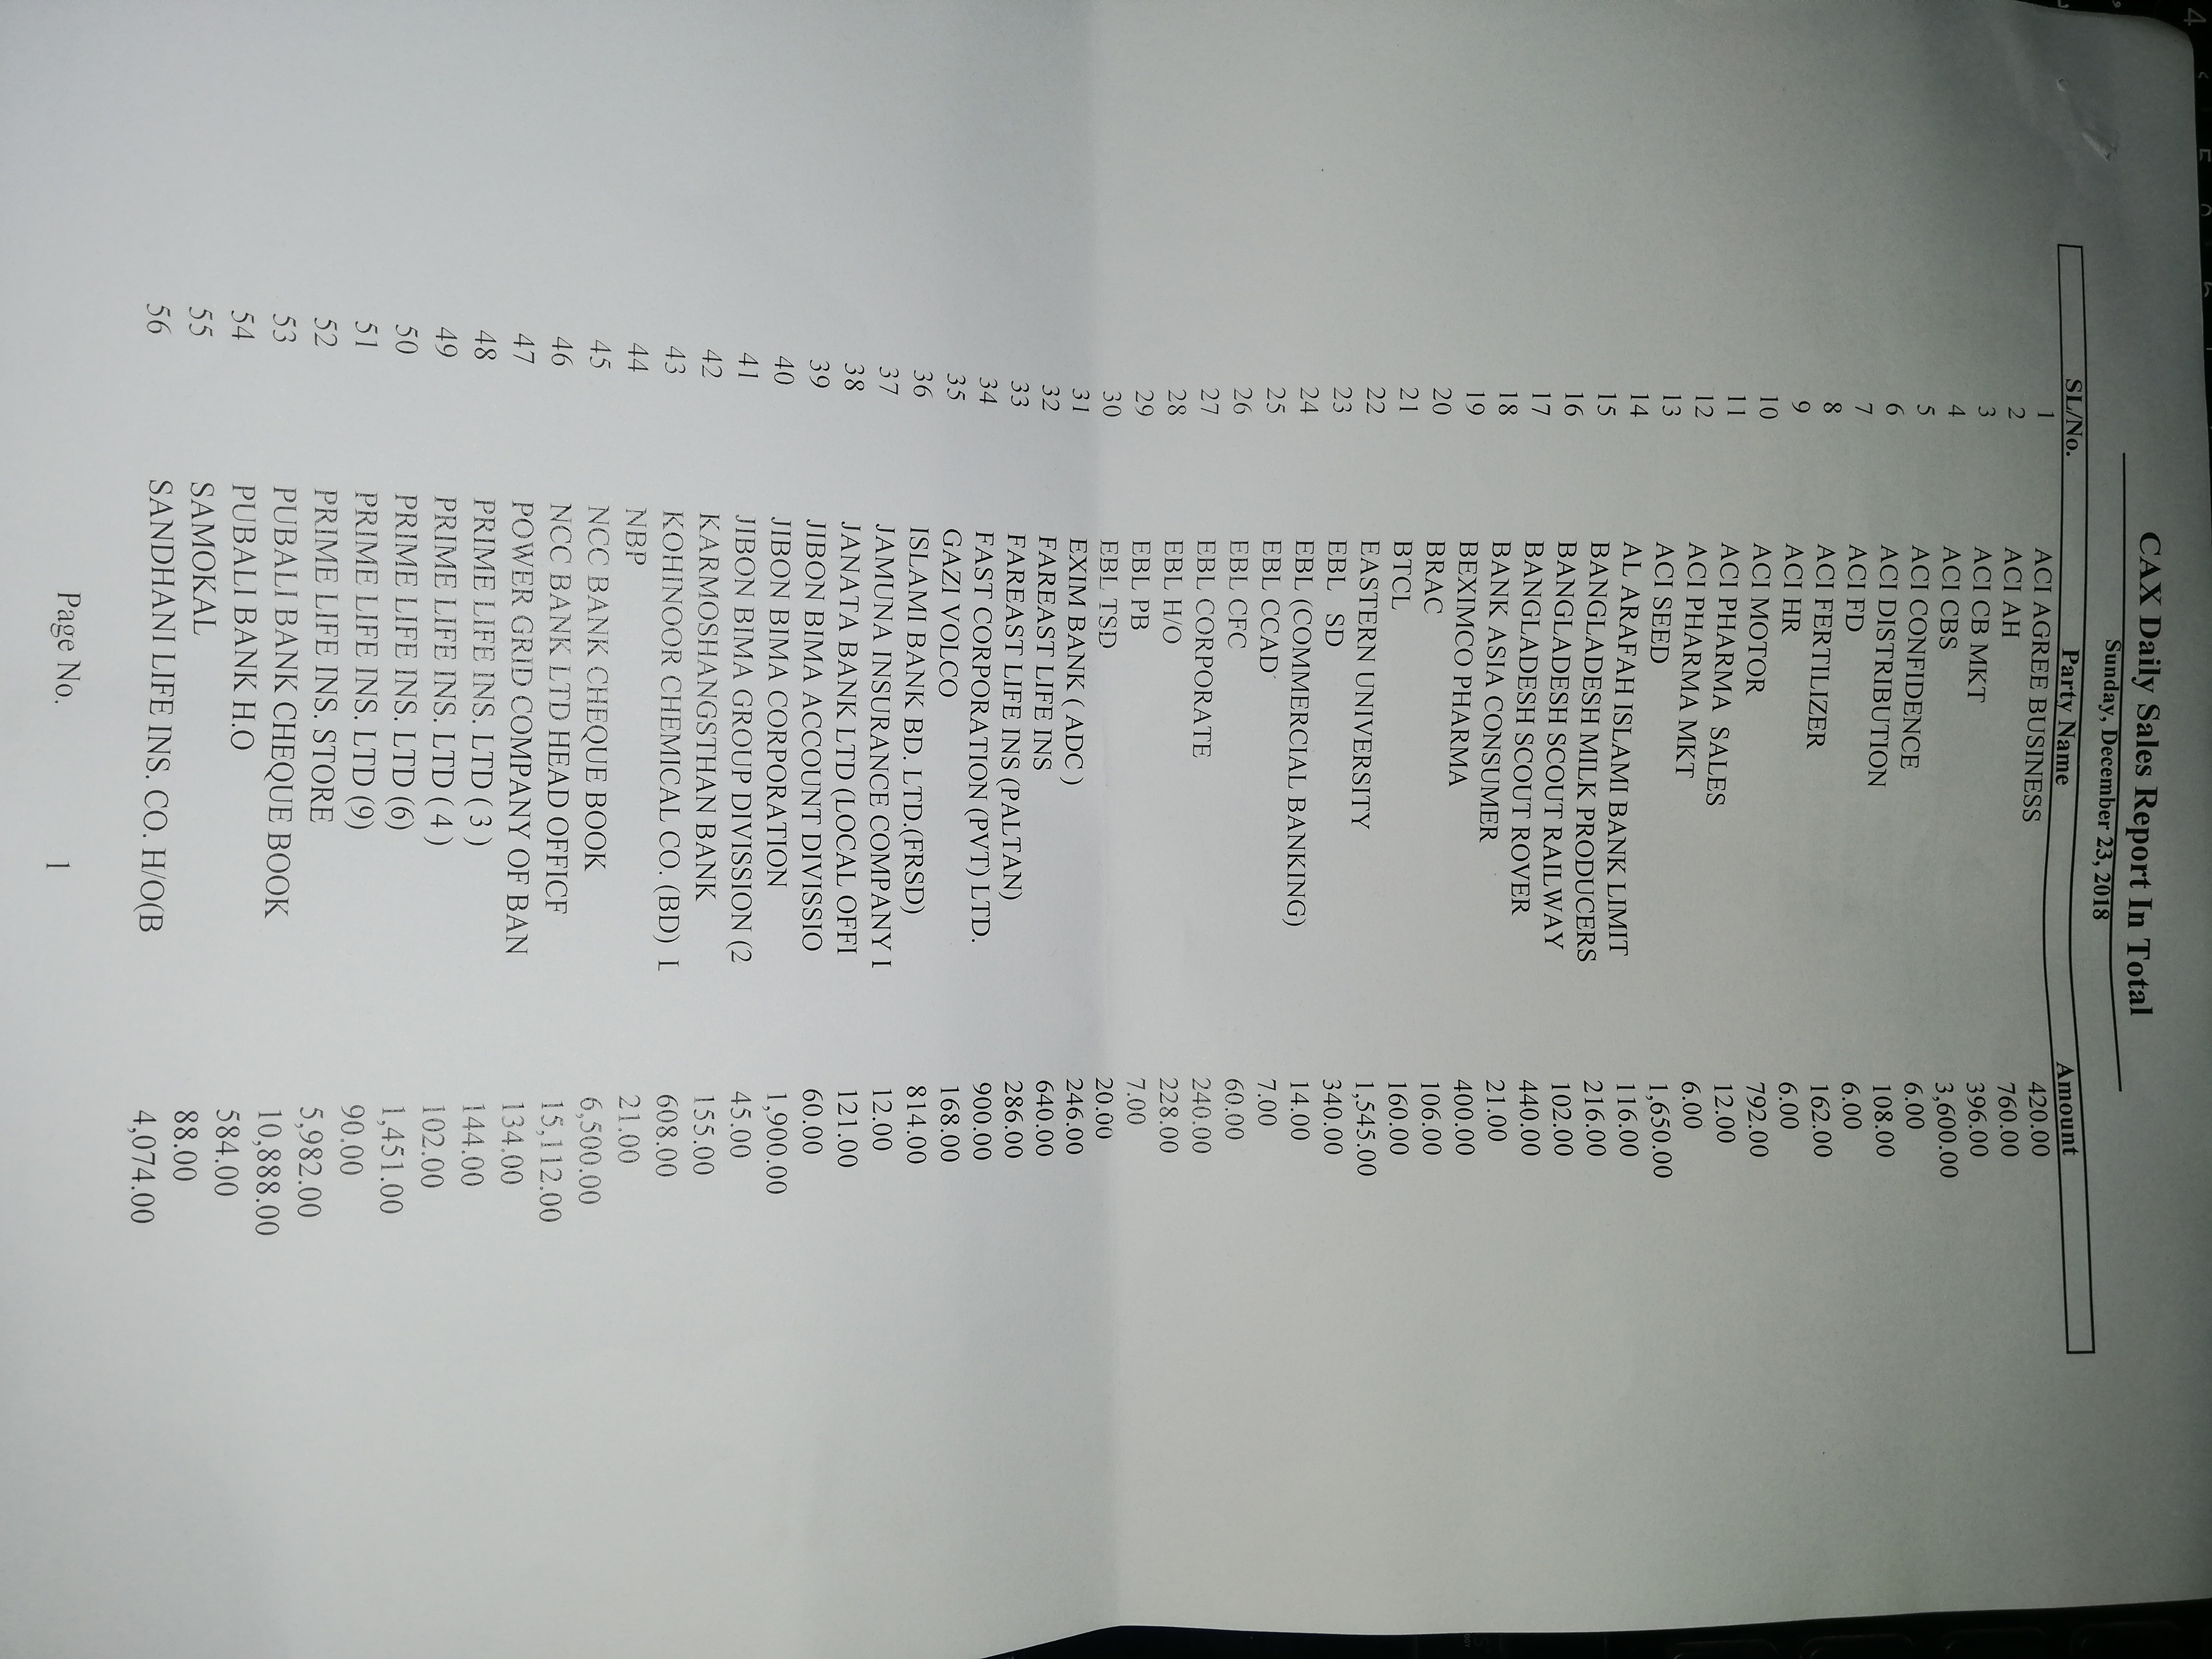 CAX Daily Sales Report In Total
Sunday, December 23, 2018
SL/No. Party Name Amount
1 ACI AGREE BUSINESS 420.00
2 ACI AH 760.00
3 ACI CB MKT 396.00
4 ACI CBS 3,600.00
5 ACI CONFIDENCE 6.00
6 ACI DISTRIBUTION 108.00
7 ACI FD 6.00
8 ACI FERTILIZER 162.00
9 ACI HR 6.00
10 ACI MOTOR 792.00
11 ACI PHARMA SALES 12.00
12 ACI PHARMA MKT 6.00
13 ACI SEED 1,650.00
14 AL ARAFAH ISLAMI BANK LIMIT 116.00
15 BANGLADESH MILK PRODUCERS 216.00
16 BANGLADESH SCOUT RAILWAY 102.00
17 BANGLADESH SCOUT ROVER 440.00
18 BANK ASIA CONSUMER 21.00
19 BEXIMCO PHARMA 400.00
20 BRAC 106.00
21 BTCL 160.00
22 EASTERN UNIVERSITY 1,545.00
23 EBL SD 340.00
24 EBL (COMMERCIAL BANKING) 14.00
25 EBL CCAD 7.00
26 EBL CFC 60.00
27 EBL CORPORATE 240.00
28 EBL H/O 228.00
29 EBL PB 7.00
30 EBL TSD 20.00
31 EXIM BANK ( ADC ) 246.00
32 FAREAST LIFE INS 640.00
33 FAREAST LIFE INS (PALTAN) 286.00
34 FAST CORPORATION (PVT) LTD. 900.00
35 GAZI VOLCO 168.00
36 ISLAMI BANK BD. LTD.(FRSD) 814.00
37 JAMUNA INSURANCE COMPANY I 12.00
38 JANATA BANK LTD (LOCAL OFFI 121.00
39 JIBON BIMA ACCOUNT DIVISSIO 60.00
40 JIBON BIMA CORPORATION 1,900.00
41 JIBON BIMA GROUP DIVISSION (2 45.00
42 KARMOSHANGSTHAN BANK 155.00
43 KOHINOOR CHEMICAL CO. (BD) L 608.00
44 NBP 21.00
45 NCC BANK CHEQUE BOOK 6,500.00
46 NCC BANK LTD HEAD OFFICF 15,112.00
47 POWER GRID COMPANY OF BAN 134.00
48 PRIME LIFE INS. LTD ( 3 ) 144.00
49 PRIME LIFE INS. LTD ( 4 ) 102.00
50 PRIME LIFE INS. LTD (6) 1,451.00
51 PRIME LIFE INS. LTD (9) 90.00
52 PRIME LIFE INS. STORE 5,982.00
53 PUBALI BANK CHEQUE BOOK 10,888.00
54 PUBALI BANK H.O 584.00
55 SAMOKAL 88.00
56 SANDHANI LIFE INS. CO. H/O(B 4,074.00
Page No. 1